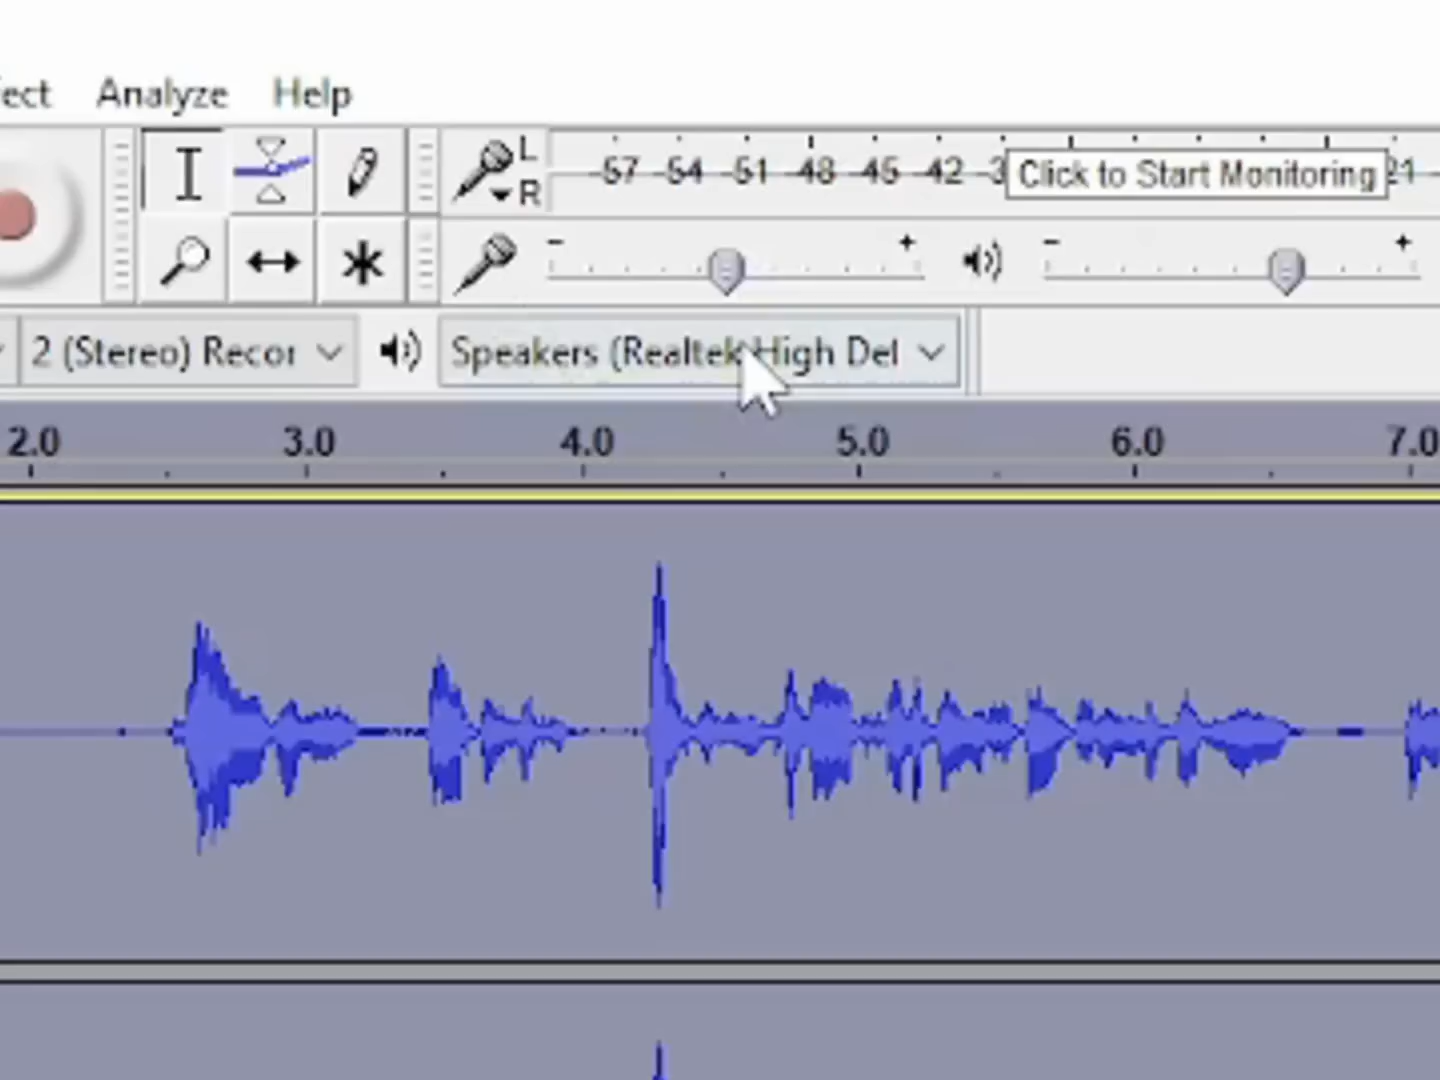 ect Analyze Help
L
-57 -54 -51 -48 -45 -42 -3 Click to Start Monitoring 21
R
- + - +
2 (Stereo) Recor Speakers (Realtek High Def
2.0 3.0 4.0 5.0 6.0 7.0